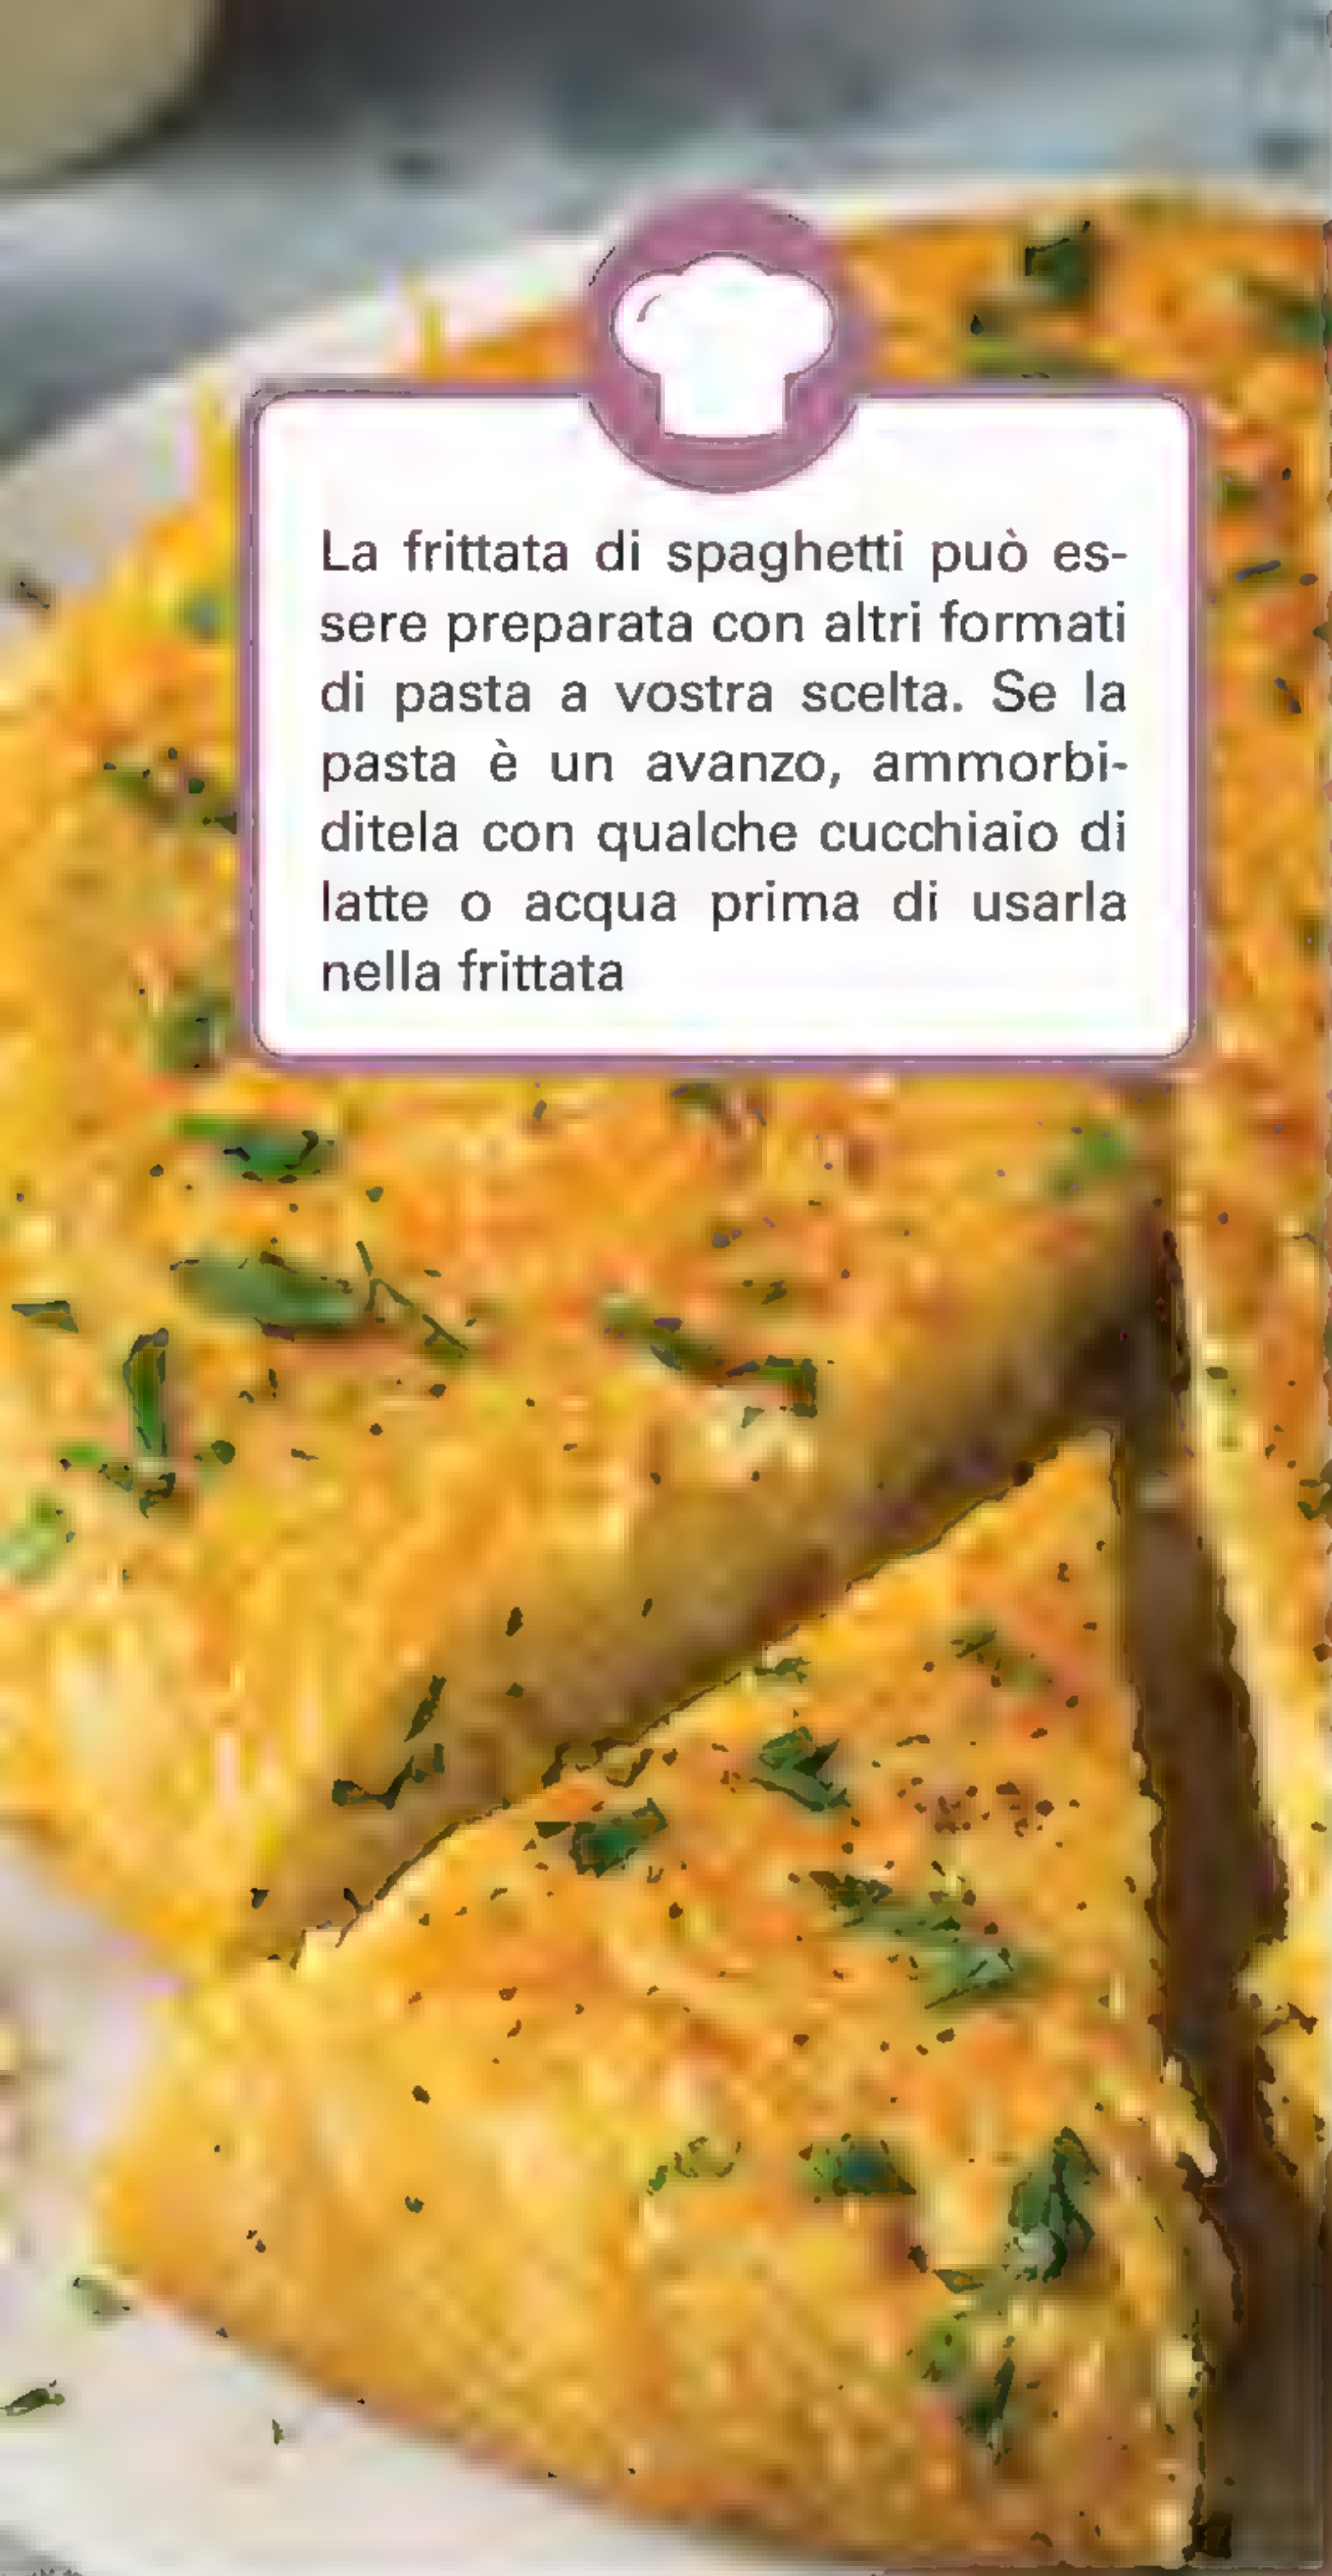 La frittata di spaghetti può es-
sere preparata con altri formati
di pasta a vostra scelta. Se la
pasta è un avanzo, ammorbi-
ditela con qualche cucchiaio di
latte o acqua prima di usarla
nella frittata